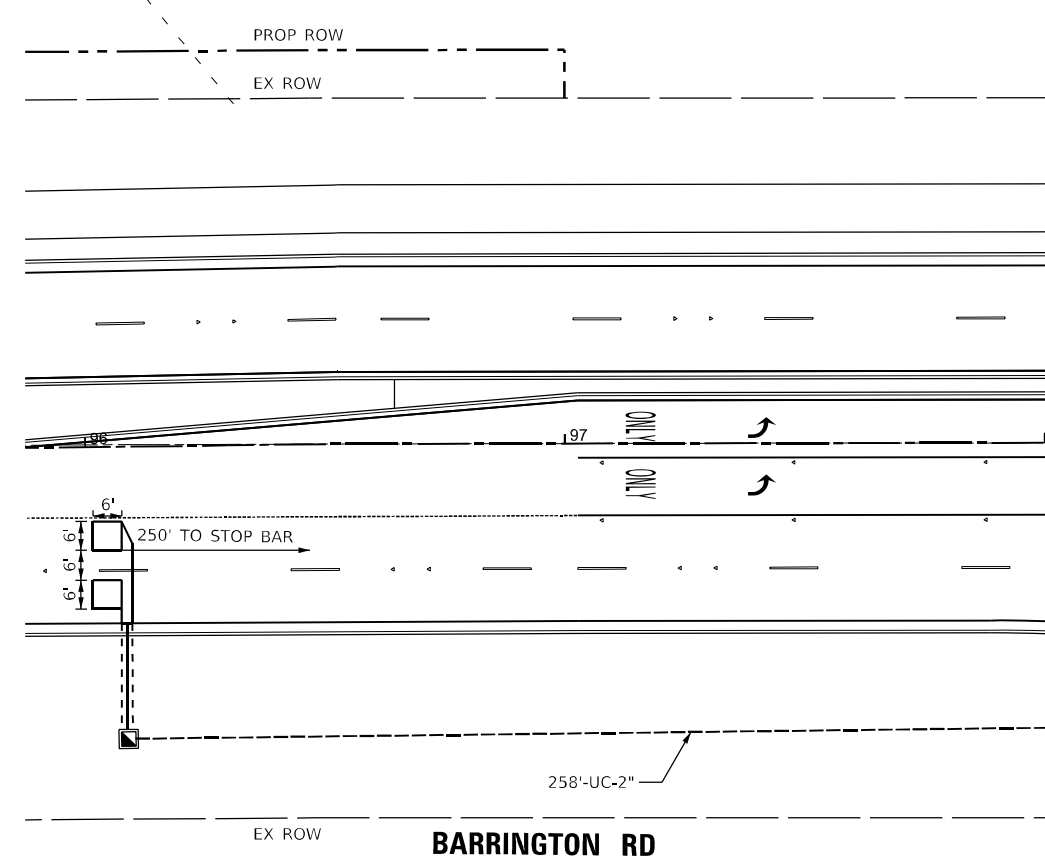 PROP ROW
EX ROW
96
97
ONLY
ONLY
6'
6'
250' TO STOP BAR
6'
6'
258'-UC-2"
EX ROW
BARRINGTON RD